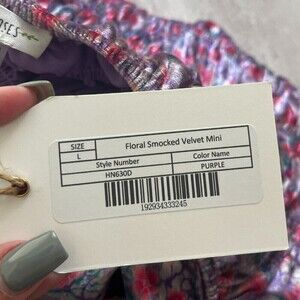 OSES
SIZE Floral Smocked Velvet Mini
L
Style Number Color Name
HN630D PURPLE
192934333245